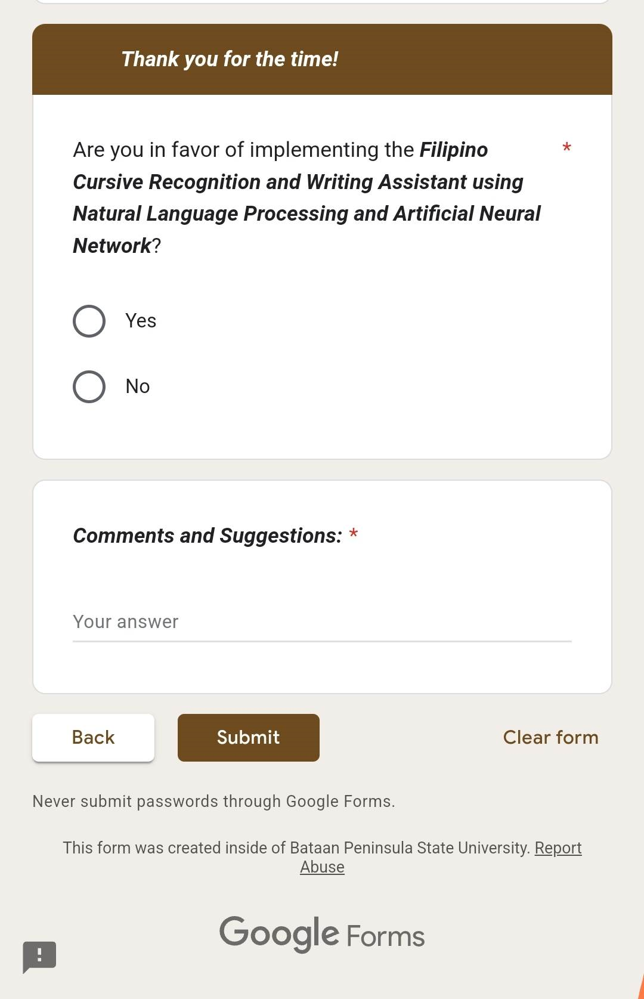 Thank you for the time!
Are you in favor of implementing the Filipino *
Cursive Recognition and Writing Assistant using
Natural Language Processing and Artificial Neural
Network?
Yes
No
Comments and Suggestions: *
Your answer
Back Submit Clear form
Never submit passwords through Google Forms.
This form was created inside of Bataan Peninsula State University. Report
Abuse
Google Forms